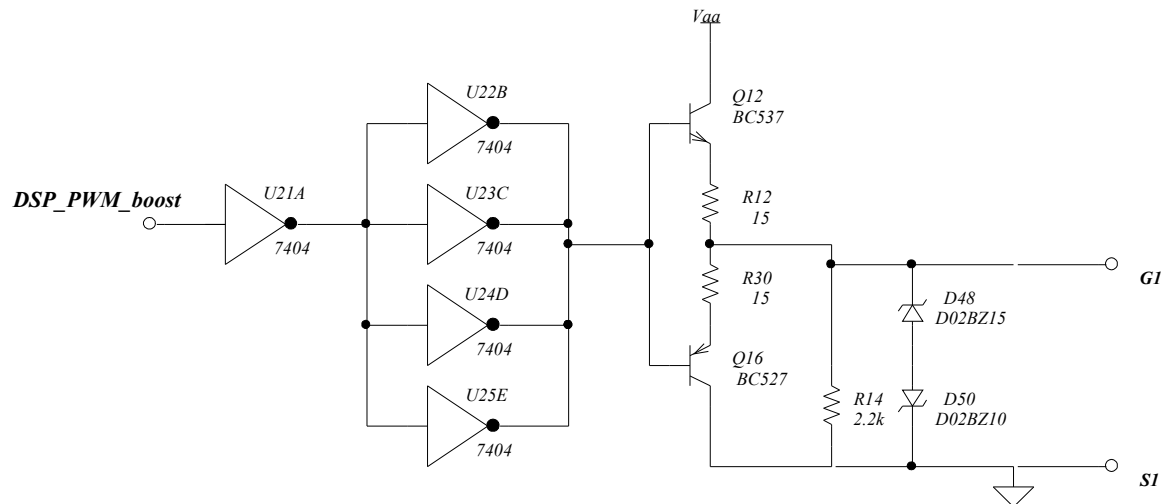 Vaa
Q12
BC537
U22B
7404
DSP_PWM_boost
U21A
7404
U23C
7404
R12
15
R30
15
G1
U24D
7404
D48
D02BZ15
Q16
BC527
U25E
7404
R14
2.2k
D50
D02BZ10
S1